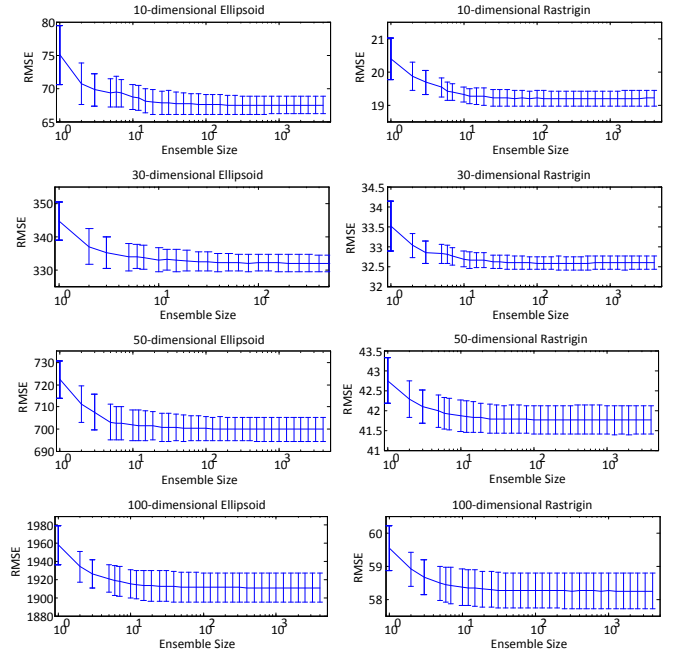 10-dimensional Ellipsoid
RMSE
80
75
70
65
10^0
10^1
10^2
10^3
Ensemble Size
10-dimensional Rastrigin
RMSE
21
20
19
10^0
10^1
10^2
10^3
Ensemble Size
30-dimensional Ellipsoid
RMSE
350
340
330
10^0
10^1
10^2
Ensemble Size
30-dimensional Rastrigin
RMSE
34.5
34
33.5
33
32.5
32
10^0
10^1
10^2
10^3
Ensemble Size
50-dimensional Ellipsoid
RMSE
730
720
710
700
690
10^0
10^1
10^2
10^3
Ensemble Size
50-dimensional Rastrigin
RMSE
43.5
43
42.5
42
41.5
41
10^0
10^1
10^2
10^3
Ensemble Size
100-dimensional Ellipsoid
RMSE
1980
1960
1940
1920
1900
1880
10^0
10^1
10^2
10^3
Ensemble Size
100-dimensional Rastrigin
RMSE
60
59
58
10^0
10^1
10^2
10^3
Ensemble Size